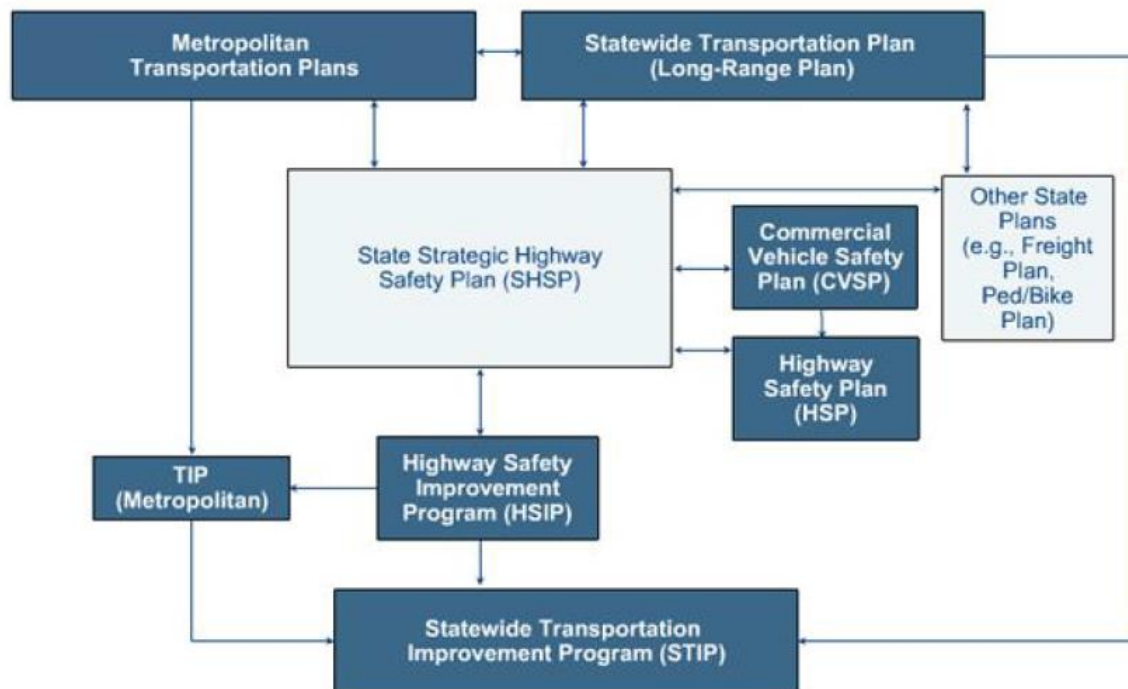 Metropolitan
Transportation Plans
Statewide Transportation Plan
(Long-Range Plan)
State Strategic Highway
Safety Plan (SHSP)
Commercial
Vehicle Safety
Plan (CVSP)
Other State
Plans
(e.g., Freight
Plan,
Ped/Bike
Plan)
Highway
Safety Plan
(HSP)
TIP
(Metropolitan)
Highway Safety
Improvement
Program (HSIP)
Statewide Transportation
Improvement Program (STIP)